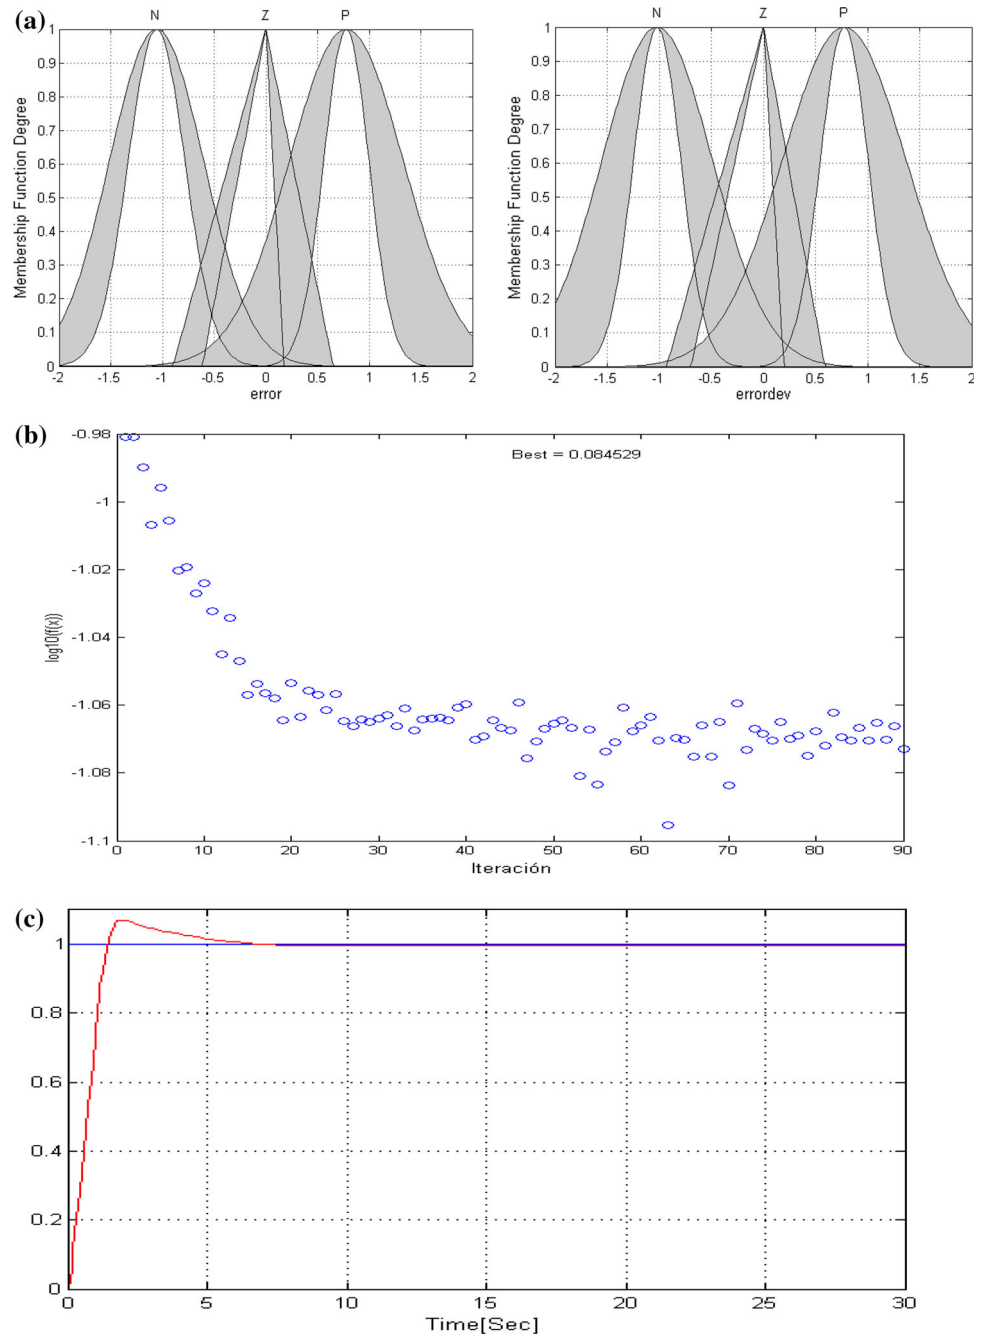 (a)
N Z P
Membership Function Degree
1
0.9
0.8
0.7
0.6
0.5
0.4
0.3
0.2
0.1
0
-2 -1.5 -1 -0.5 0 0.5 1 1.5 2
error
N Z P
Membership Function Degree
1
0.9
0.8
0.7
0.6
0.5
0.4
0.3
0.2
0.1
0
-2 -1.5 -1 -0.5 0 0.5 1 1.5 2
errordev
(b)
Best = 0.084529
log10(f(x))
-0.98
-1
-1.02
-1.04
-1.06
-1.08
-1.1
0 10 20 30 40 50 60 70 80 90
Iteración
(c)
1
0.8
0.6
0.4
0.2
0
0 5 10 15 20 25 30
Time[Sec]